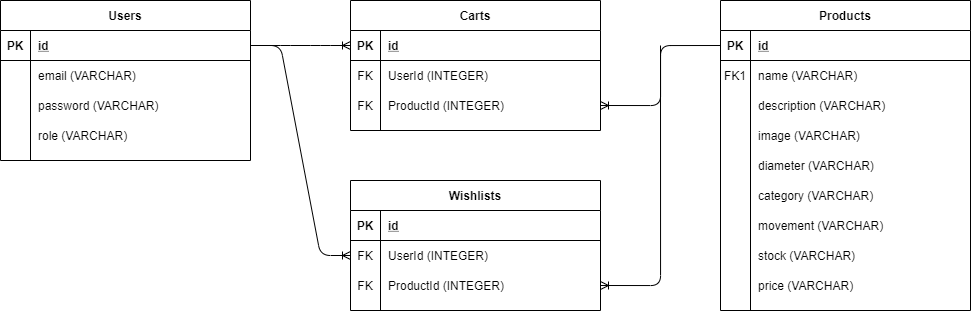 Users
PK id
email (VARCHAR)
password (VARCHAR)
role (VARCHAR)
Carts
PK id
FK UserId (INTEGER)
FK ProductId (INTEGER)
Wishlists
PK id
FK UserId (INTEGER)
FK ProductId (INTEGER)
Products
PK id
FK1 name (VARCHAR)
description (VARCHAR)
image (VARCHAR)
diameter (VARCHAR)
category (VARCHAR)
movement (VARCHAR)
stock (VARCHAR)
price (VARCHAR)